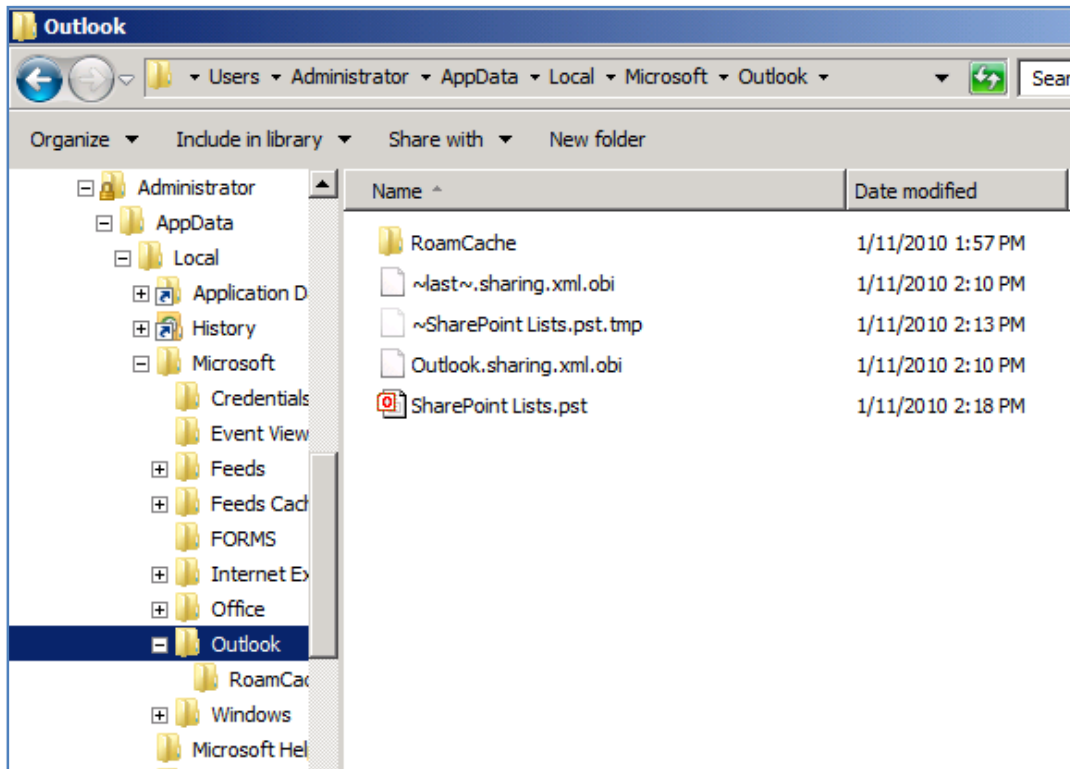 Outlook
Users Administrator AppData Local Microsoft Outlook Sear
Organize Include in library Share with New folder
Administrator
AppData
Local
Application D
History
Microsoft
Credentials
Event View
Feeds
Feeds Cach
FORMS
Internet Ex
Office
Outlook
RoamCac
Windows
Microsoft Hel
Name Date modified
RoamCache 1/11/2010 1:57 PM
~last~.sharing.xml.obi 1/11/2010 2:10 PM
~SharePoint Lists.pst.tmp 1/11/2010 2:13 PM
Outlook.sharing.xml.obi 1/11/2010 2:10 PM
SharePoint Lists.pst 1/11/2010 2:18 PM